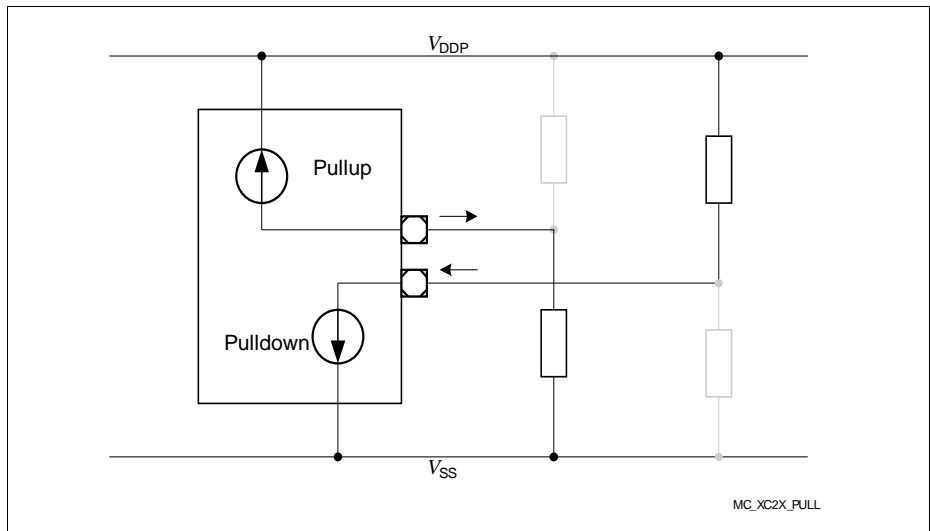 VDDP
Pullup
Pulldown
VSS
MC_XC2X_PULL